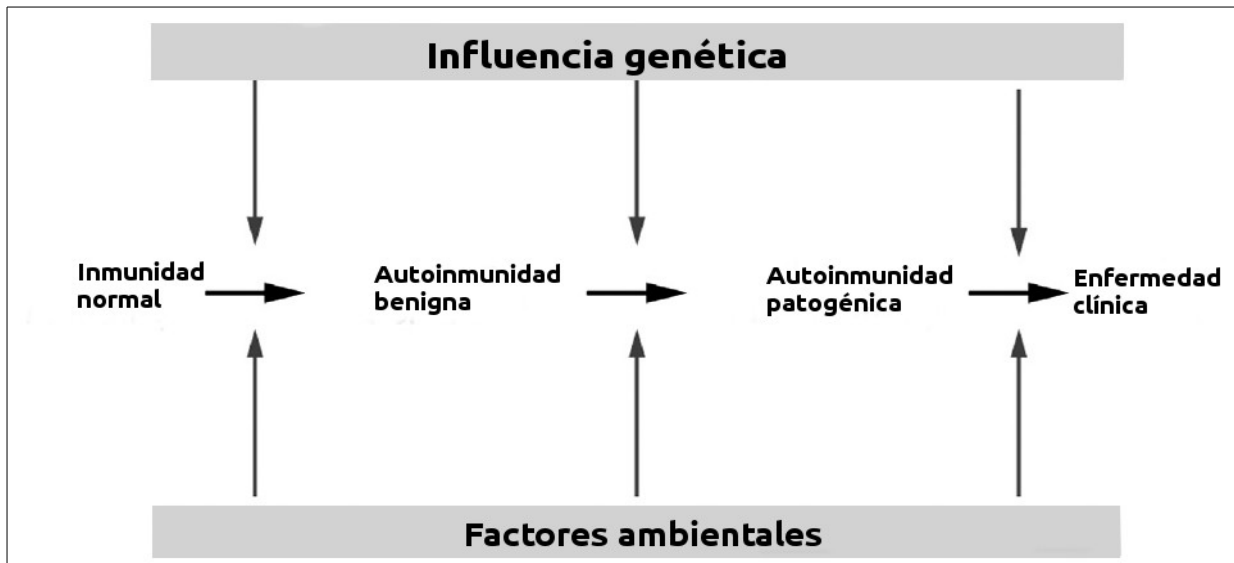 Influencia genética
Inmunidad
normal
Autoinmunidad
benigna
Autoinmunidad
patogénica
Enfermedad
clínica
Factores ambientales